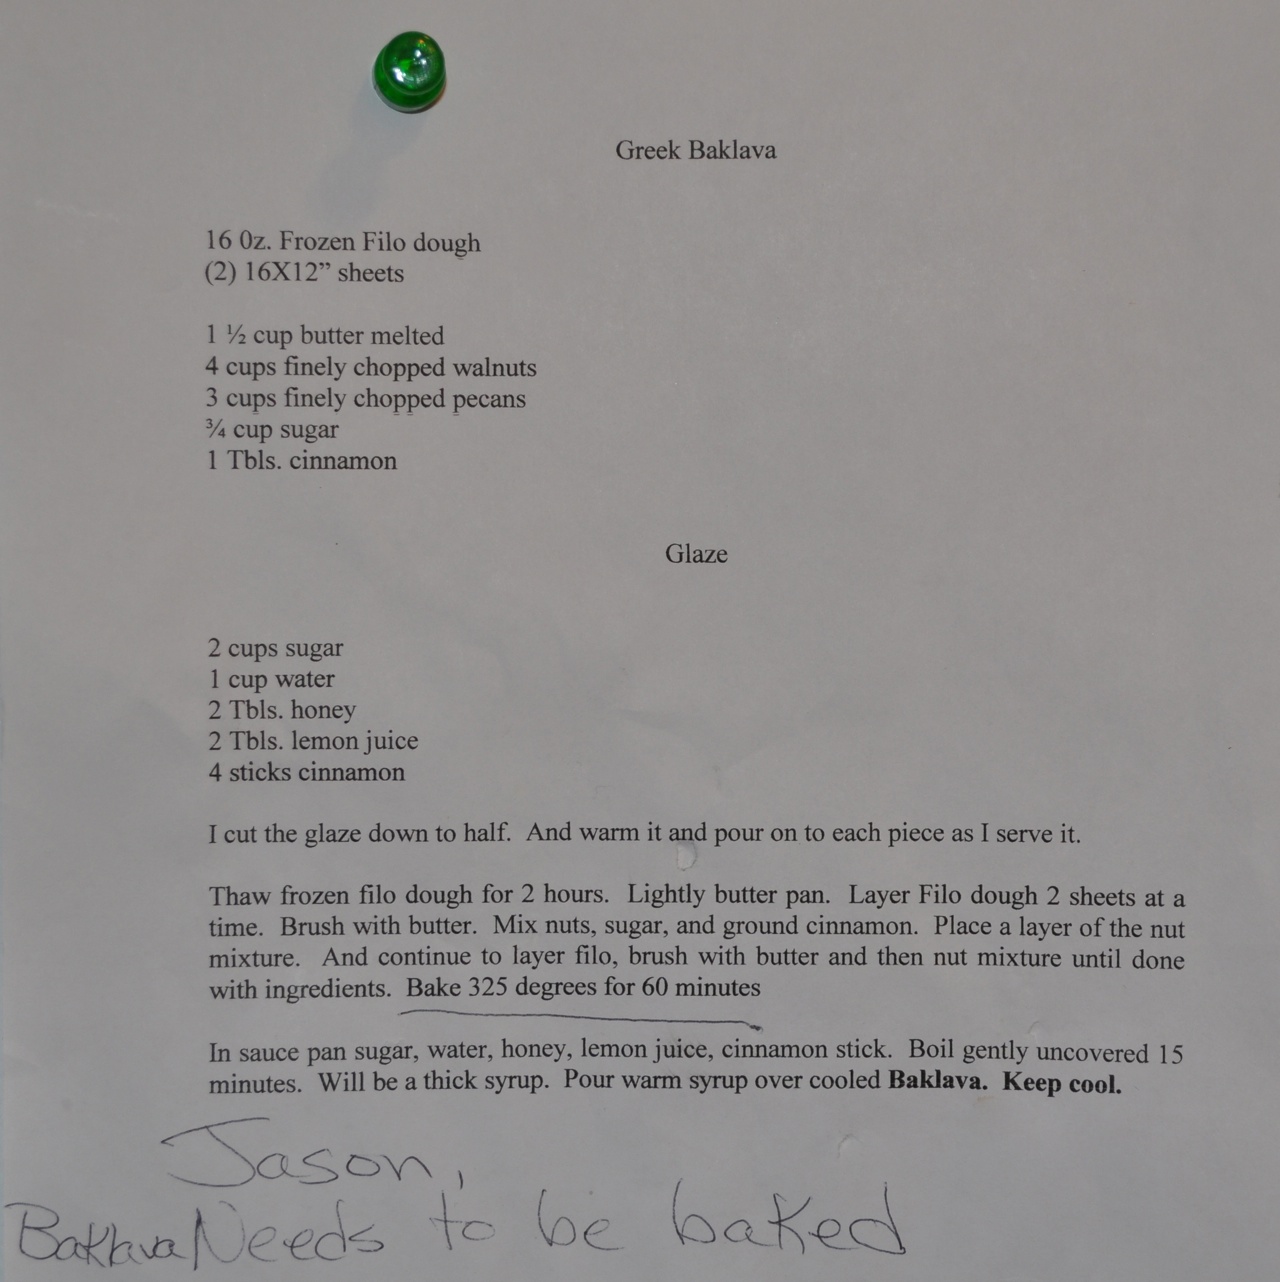 Greek Baklava
16 Oz. Frozen Filo dough
(2) 16X12” sheets
1 ½ cup butter melted
4 cups finely chopped walnuts
3 cups finely chopped pecans
¾ cup sugar
1 Tbls. cinnamon
Glaze
2 cups sugar
1 cup water
2 Tbls. honey
2 Tbls. lemon juice
4 sticks cinnamon
I cut the glaze down to half.  And warm it and pour on to each piece as I serve it.
Thaw frozen filo dough for 2 hours.  Lightly butter pan.  Layer Filo dough 2 sheets at a
time.  Brush with butter.  Mix nuts, sugar, and ground cinnamon.  Place a layer of the nut
mixture.  And continue to layer filo, brush with butter and then nut mixture until done
with ingredients.  Bake 325 degrees for 60 minutes
In sauce pan sugar, water, honey, lemon juice, cinnamon stick.  Boil gently uncovered 15
minutes.  Will be a thick syrup.  Pour warm syrup over cooled Baklava.  Keep cool.
Jason,
Baklava Needs to be baked